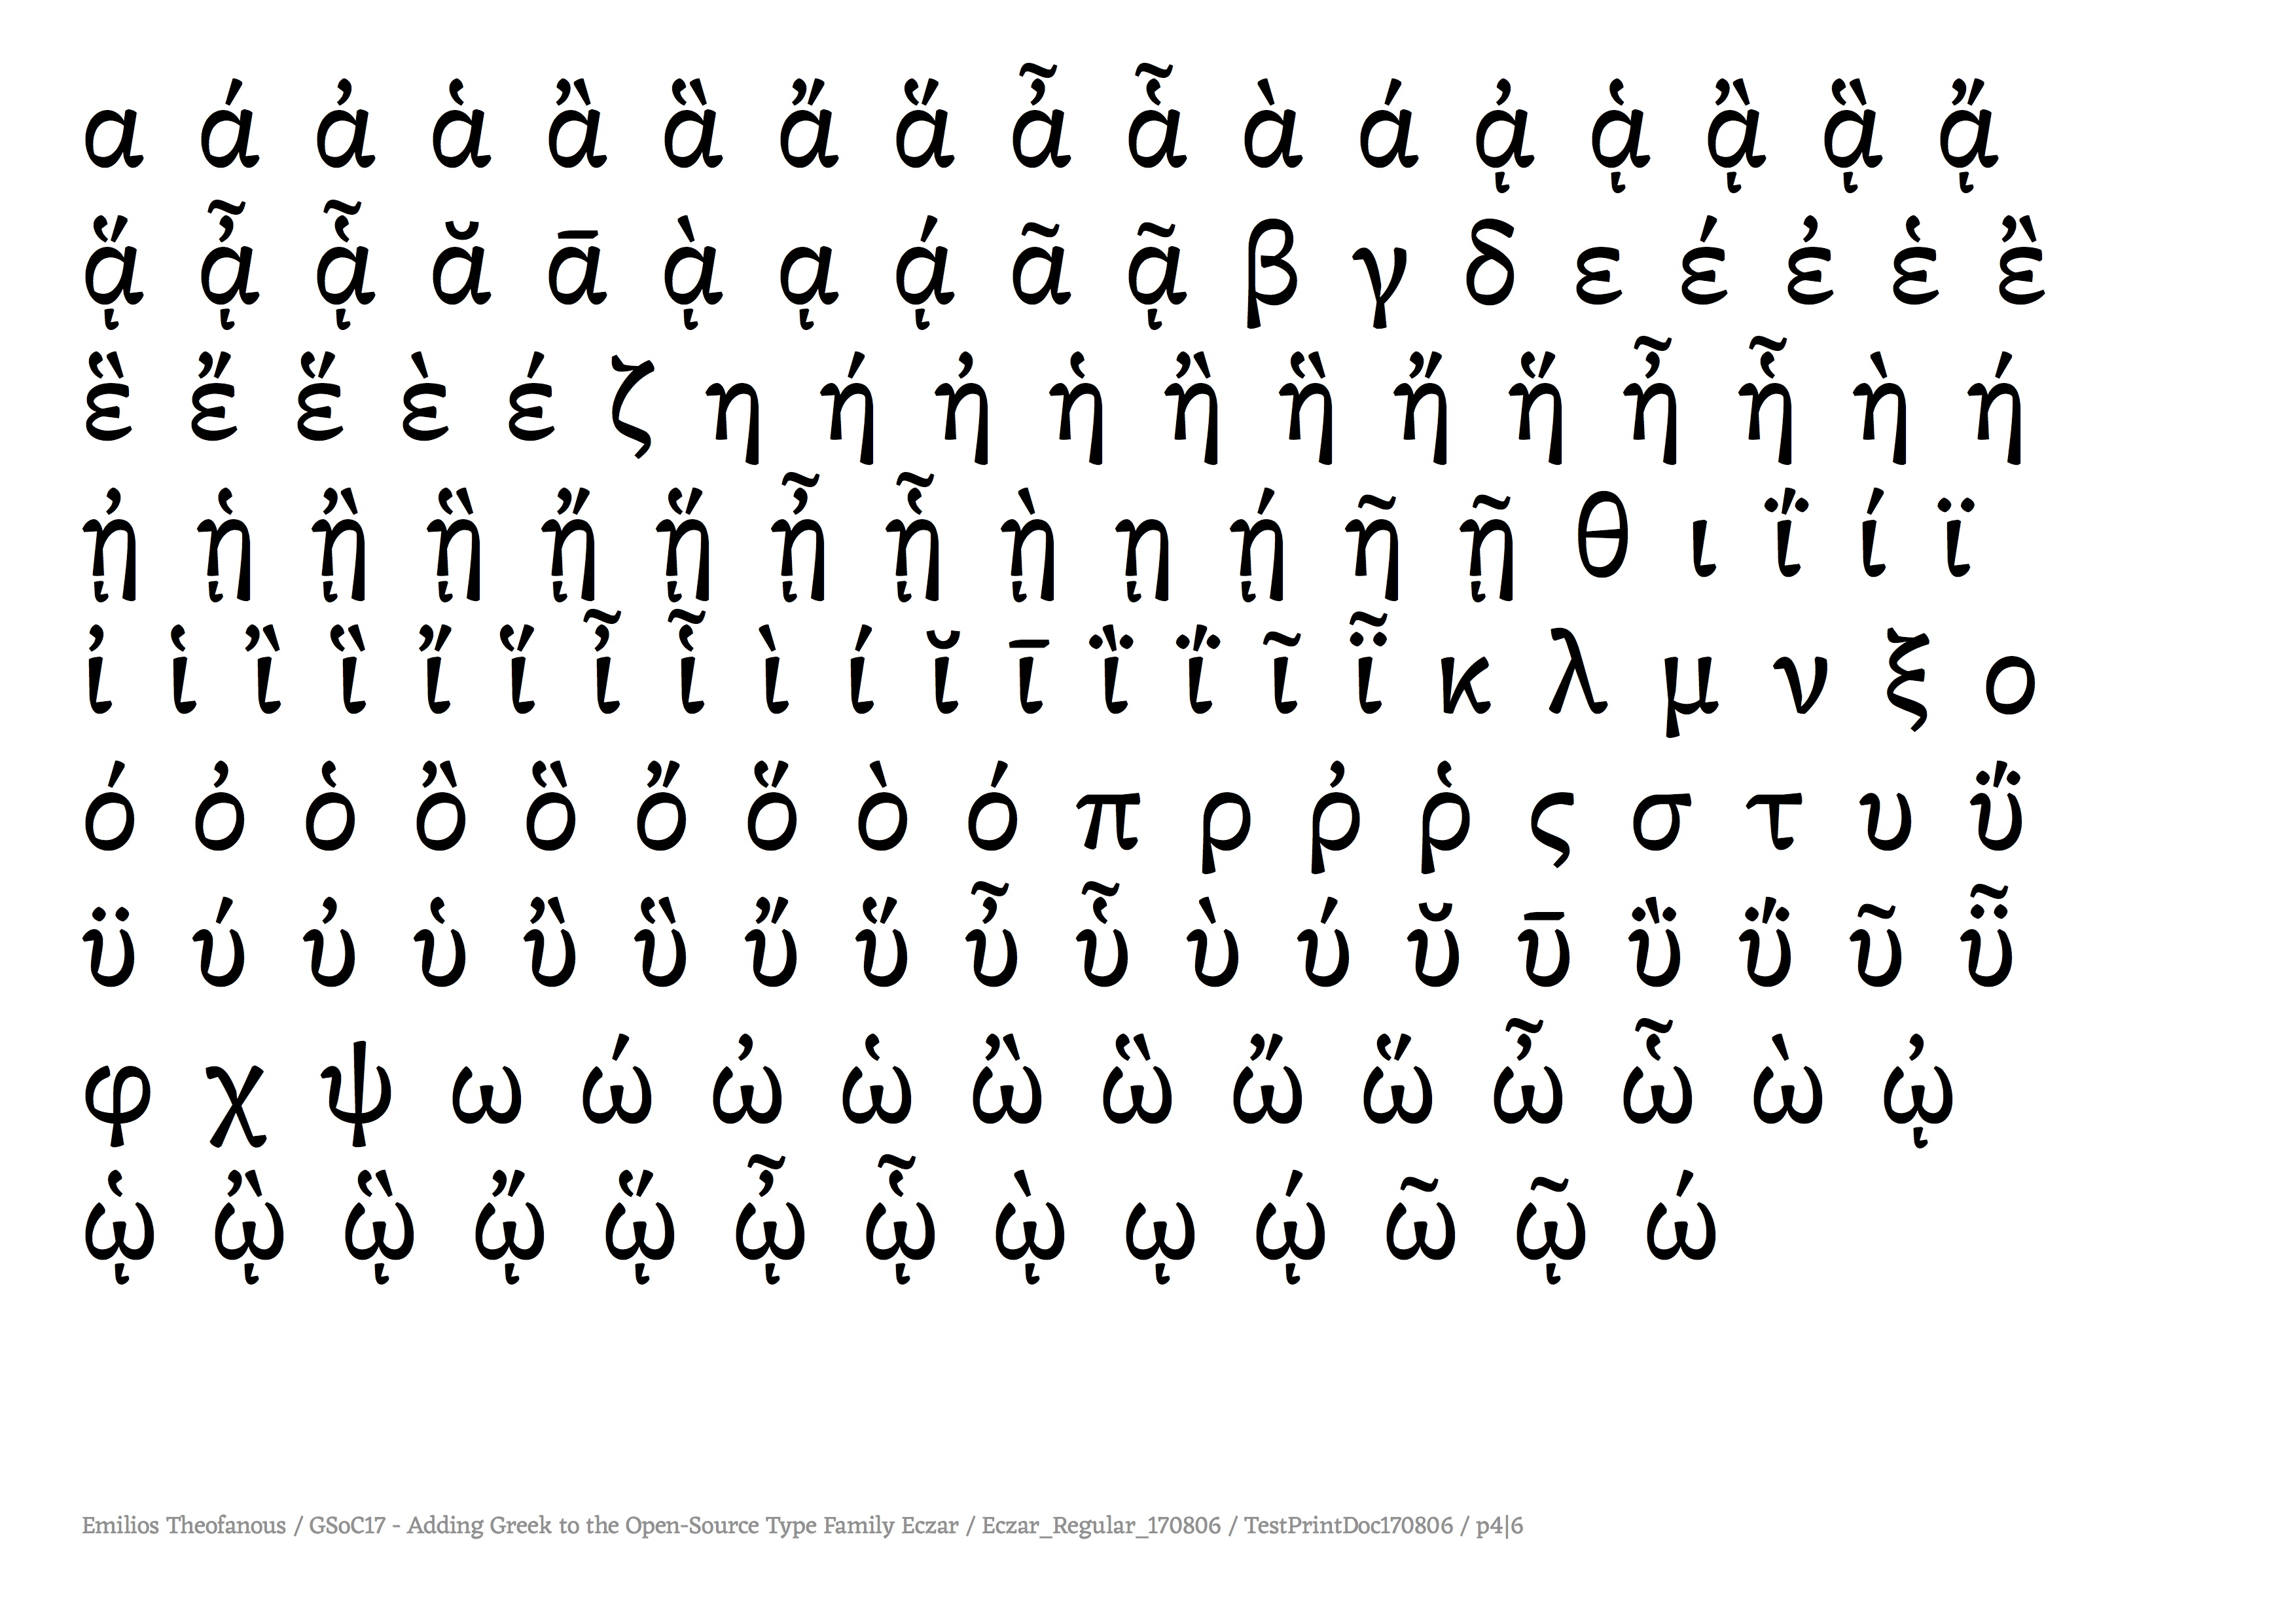 α ά ἀ ἁ ἂ ἃ ἄ ἅ ἆ ἇ ὰ ά ᾀ ᾁ ᾂ ᾃ ᾄ
ᾅ ᾆ ᾇ ᾰ ᾱ ᾲ ᾳ ᾴ ᾶ ᾷ β γ δ ε έ ἐ ἑ ἒ
ἓ ἔ ἕ ὲ έ ζ η ή ἠ ἡ ἢ ἣ ἤ ἥ ἦ ἧ ὴ ή
ᾐ ᾑ ᾒ ᾓ ᾔ ᾕ ᾖ ᾗ ῂ ῃ ῄ ῆ ῇ θ ι ΐ ί ϊ
ἰ ἱ ἲ ἳ ἴ ἵ ἶ ἷ ὶ ί ῐ ῑ ῒ ΐ ῖ ῗ κ λ μ ν ξ ο
ό ὀ ὁ ὂ ὃ ὄ ὅ ὸ ό π ρ ῤ ῥ ς σ τ υ ΰ
ϋ ύ ὐ ὑ ὒ ὓ ὔ ὕ ὖ ὗ ὺ ύ ῠ ῡ ῢ ΰ ῦ ῧ
φ χ ψ ω ώ ὠ ὡ ὢ ὣ ὤ ὥ ὦ ὧ ὼ ᾠ
ᾡ ᾢ ᾣ ᾤ ᾥ ᾦ ᾧ ῲ ῳ ῴ ῶ ῷ ώ
Emilios Theofanous / GSoC17 - Adding Greek to the Open-Source Type Family Eczar / Eczar_Regular_170806 / TestPrintDoc170806 / p4|6